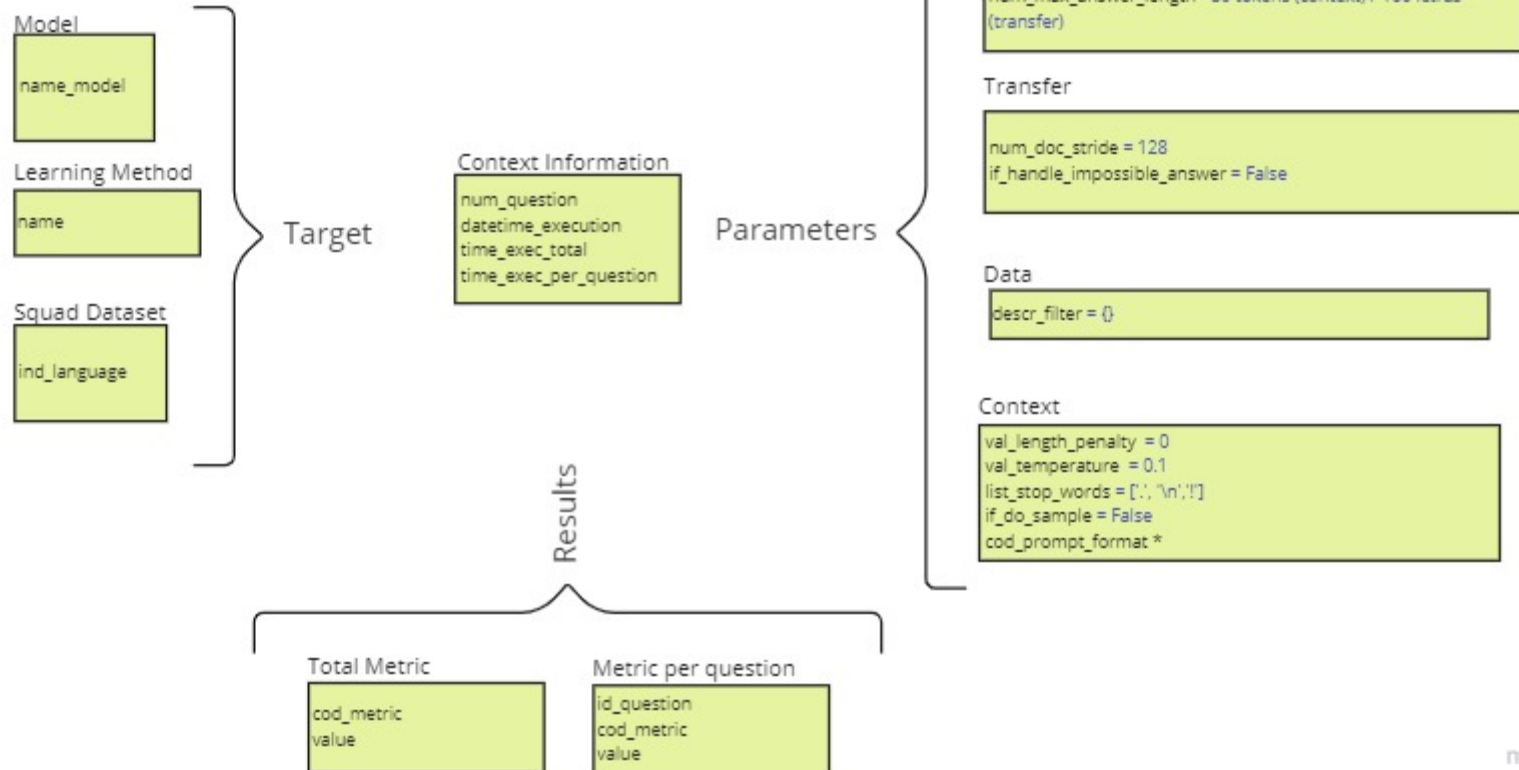 Model
name_model
Learning Method
name
Squad Dataset
ind_language
Target
Context Information
num_question
datetime_execution
time_exec_total
time_exec_per_question
Parameters
(transfer)
Transfer
num_doc_stride = 128
if_handle_impossible_answer = False
Data
descr_filter = {}
Context
val_length_penalty = 0
val_temperature = 0.1
list_stop_words = ['.', '\n','!']
if_do_sample = False
cod_prompt_format *
Results
Total Metric
cod_metric
value
Metric per question
id_question
cod_metric
value